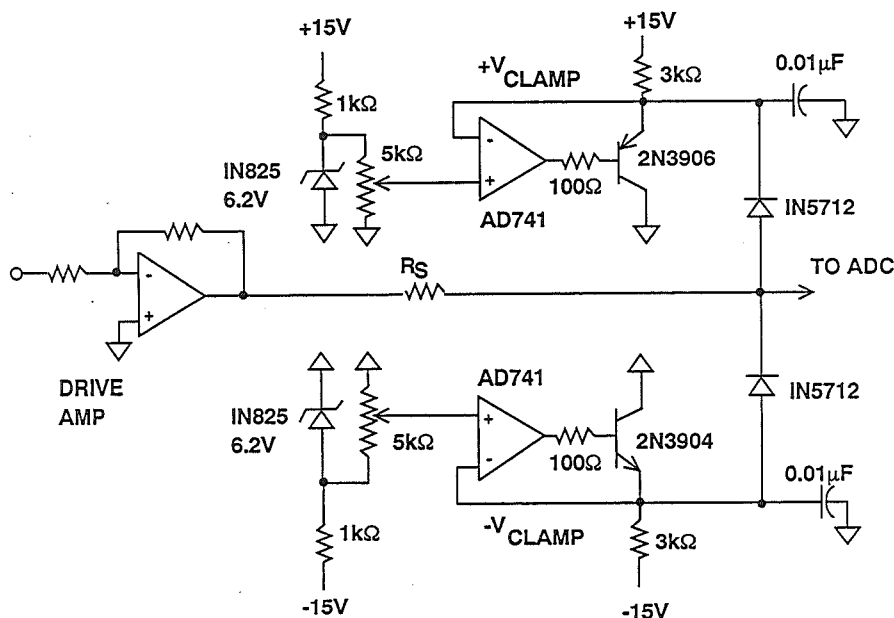 +15V
+15V
0.01µF
+V CLAMP
3kΩ
1kΩ
-
2N3906
IN825
6.2V
5kΩ
+
100Ω
AD741
IN5712
RS
TO ADC
-
+
DRIVE
AMP
AD741
IN5712
IN825
6.2V
5kΩ
+
100Ω
2N3904
-
0.01µF
1kΩ
-V CLAMP
3kΩ
-15V
-15V